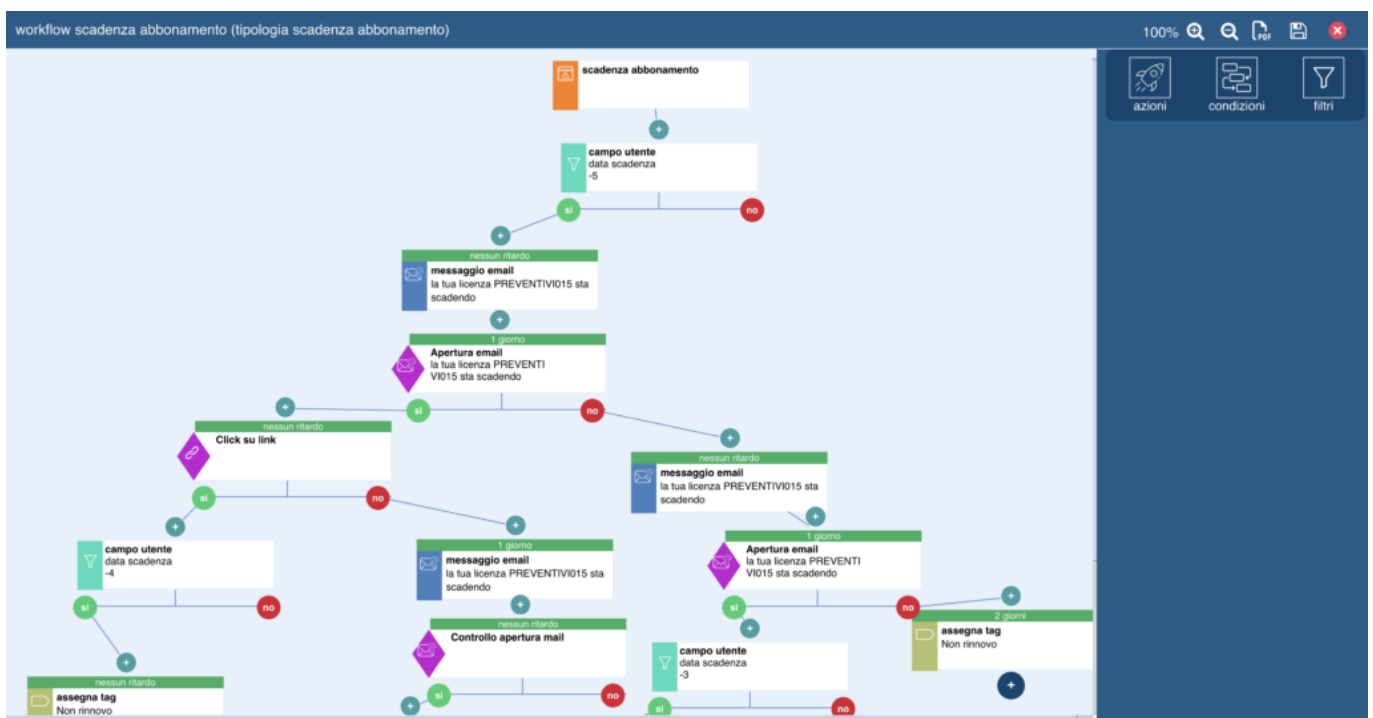 workflow scadenza abbonamento (tipologia scadenza abbonamento)
100%
PDF
azioni
condizioni
filtri
scadenza abbonamento
+
campo utente
data scadenza
-5
si
no
+
nessun ritardo
messaggio email
la tua licenza PREVENTIVI015 sta
scadendo
+
1 giorno
Apertura email
la tua licenza PREVENTI
VI015 sta scadendo
+
si
no
nessun ritardo
Click su link
+
nessun ritardo
messaggio email
la tua licenza PREVENTIVI015 sta
scadendo
si
no
+
+
+
campo utente
data scadenza
-4
1 giorno
messaggio email
la tua licenza PREVENTIVI015 sta
scadendo
1 giorno
Apertura email
la tua licenza PREVENTI
VI015 sta scadendo
si
no
+
si
no
+
+
2 giorni
assegna tag
Non rinnovo
+
nessun ritardo
Controllo apertura mail
campo utente
data scadenza
-3
+
nessun ritardo
assegna tag
Non rinnovo
+
si
no
si
no